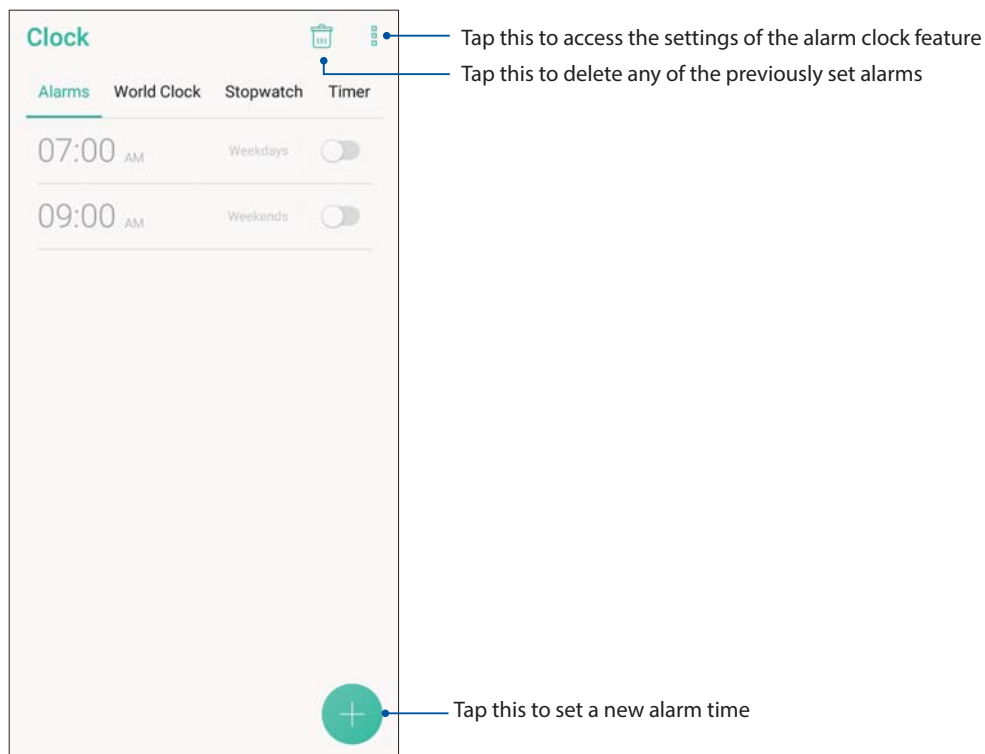 Clock
Tap this to access the settings of the alarm clock feature
Tap this to delete any of the previously set alarms
Alarms World Clock Stopwatch Timer
07:00 AM Weekdays
09:00 AM Weekends
Tap this to set a new alarm time